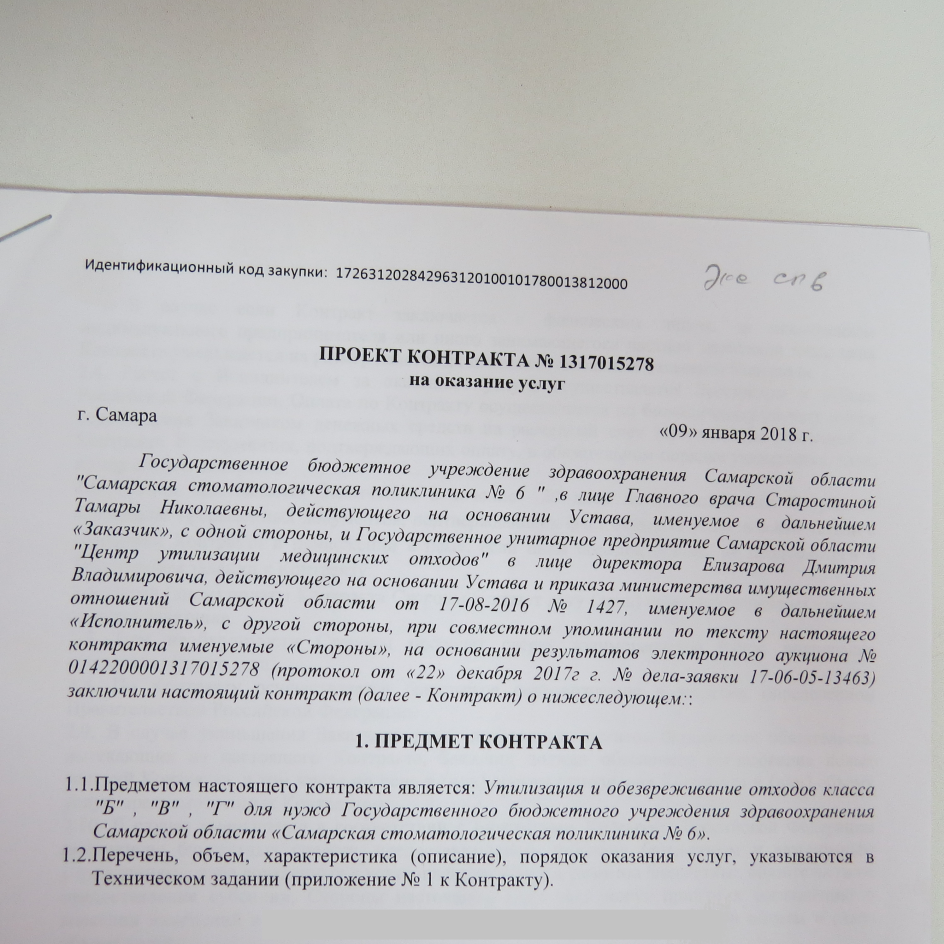 Идентификационный код закупки: 172631202842963120100101780013812000
ПРОЕКТ КОНТРАКТА № 1317015278
на оказание услуг
г. Самара
«09» января 2018 г.
Государственное бюджетное учреждение здравоохранения Самарской области
"Самарская стоматологическая поликлиника № 6 " ,в лице Главного врача Старостиной
Тамары Николаевны, действующего на основании Устава, именуемое в дальнейшем
«Заказчик», с одной стороны, и Государственное унитарное предприятие Самарской области
"Центр утилизации медицинских отходов" в лице директора Елизарова Дмитрия
Владимировича, действующего на основании Устава и приказа министерства имущественных
отношений Самарской области от 17-08-2016 № 1427, именуемое в дальнейшем
«Исполнитель», с другой стороны, при совместном упоминании по тексту настоящего
контракта именуемые «Стороны», на основании результатов электронного аукциона №
0142200001317015278 (протокол от «22» декабря 2017г г. № дела-заявки 17-06-05-13463)
заключили настоящий контракт (далее - Контракт) о нижеследующем::
1. ПРЕДМЕТ КОНТРАКТА
1.1.Предметом настоящего контракта является: Утилизация и обезвреживание отходов класса
"Б" , "В" , "Г" для нужд Государственного бюджетного учреждения здравоохранения
Самарской области «Самарская стоматологическая поликлиника № 6».
1.2.Перечень, объем, характеристика (описание), порядок оказания услуг, указываются в
Техническом задании (приложение № 1 к Контракту).